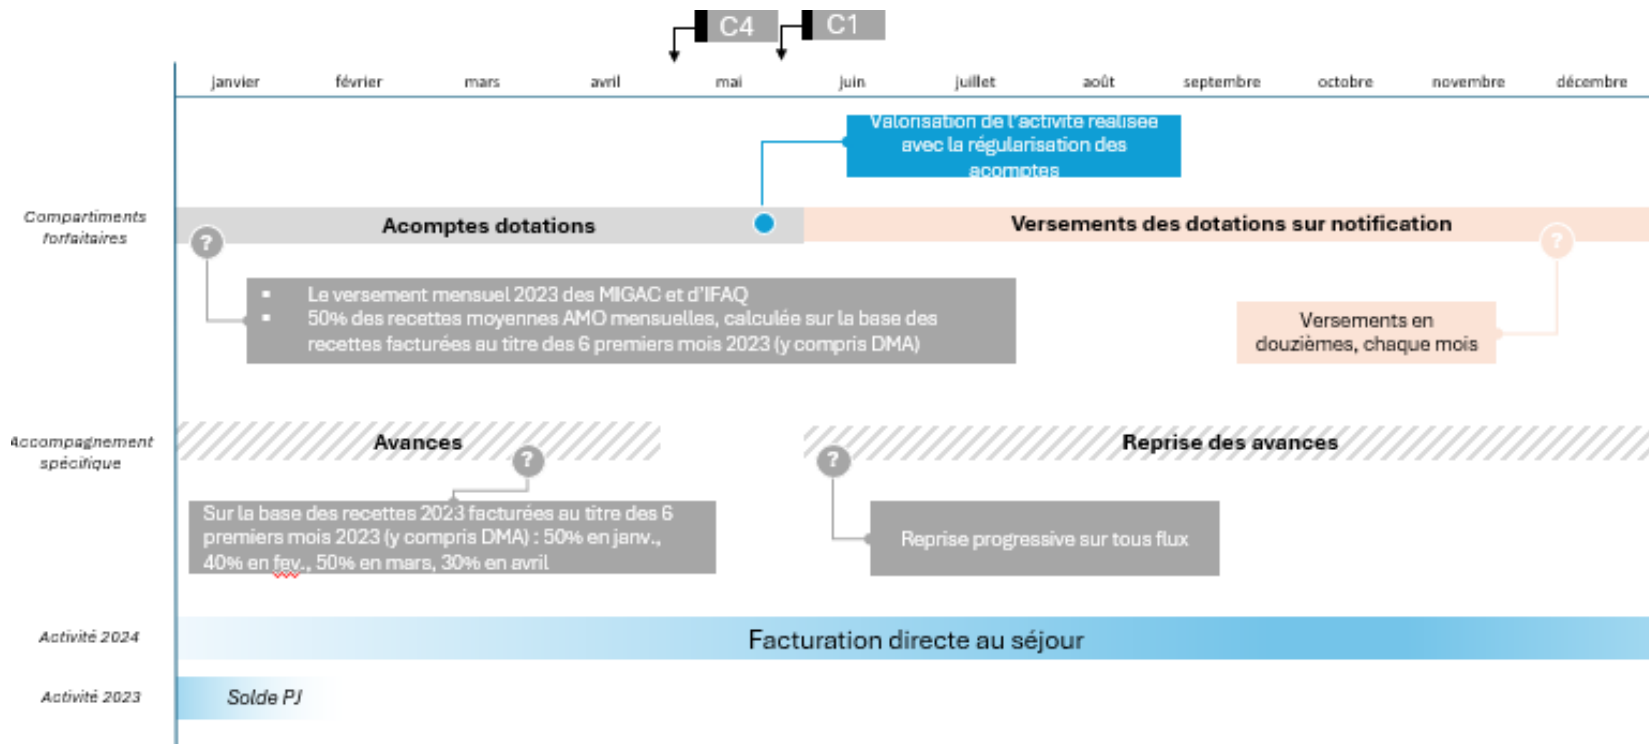 C4
C1
janvier février mars avril mai juin juillet août septembre octobre novembre décembre
Valorisation de l'activité réalisée
avec la régularisation des
acomptes
Compartiments
forfaitaires
Acomptes dotations
Versements des dotations sur notification
?
?
▪ Le versement mensuel 2023 des MIGAC et d'IFAQ
▪ 50% des recettes moyennes AMO mensuelles, calculée sur la base des
recettes facturées au titre des 6 premiers mois 2023 (y compris DMA)
Versements en
douzièmes, chaque mois
Accompagnement
spécifique
Avances
Reprise des avances
?
?
Sur la base des recettes 2023 facturées au titre des 6
premiers mois 2023 (y compris DMA) : 50% en janv.,
40% en fev., 50% en mars, 30% en avril
Reprise progressive sur tous flux
Activité 2024
Facturation directe au séjour
Activité 2023
Solde PJ